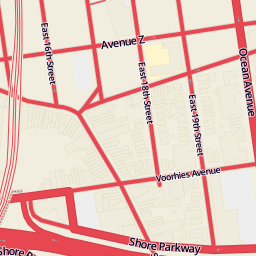 East 16th Street
Avenue Z
East 18th Street
Ocean Avenue
East 19th Street
Voorhies Avenue
Shore Parkway
Shore